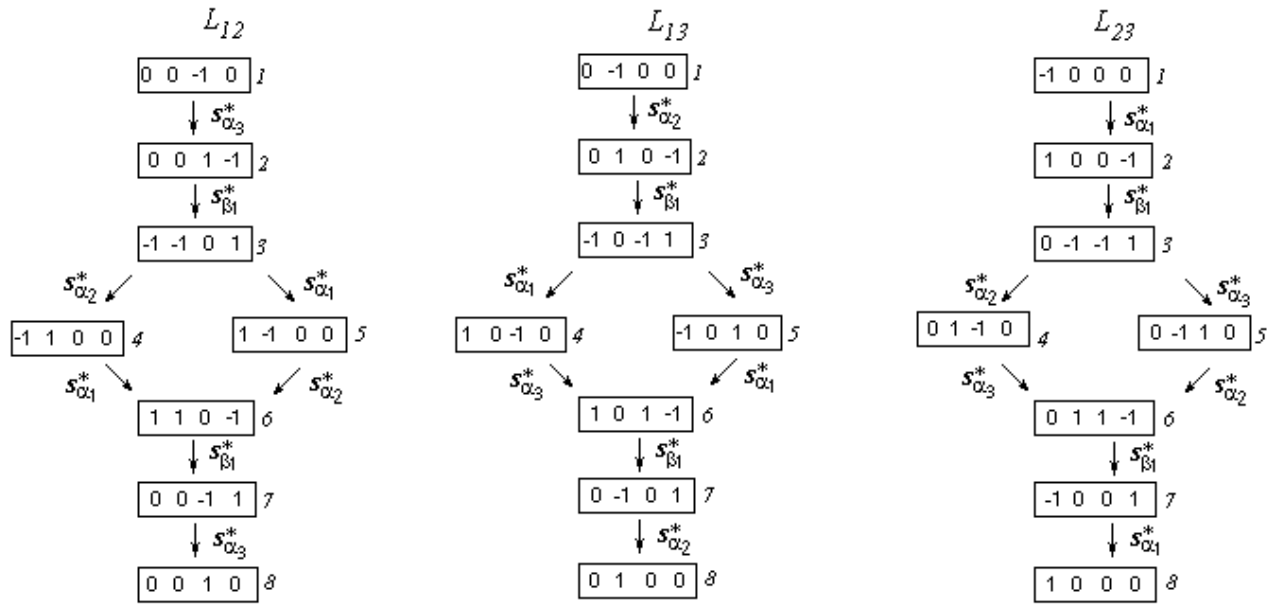 L₁₂ L₁₃ L₂₃
0 0 -1 0 1 0 -1 0 0 1 -1 0 0 0 1
s*α₃ s*α₂ s*α₁
0 0 1 -1 2 0 1 0 -1 2 1 0 0 -1 2
s*β₁ s*β₁ s*β₁
-1 -1 0 1 3 -1 0 -1 1 3 0 -1 -1 1 3
s*α₂ s*α₁ s*α₁ s*α₃ s*α₂ s*α₃
-1 1 0 0 4 1 -1 0 0 5 1 0 -1 0 4 -1 0 1 0 5 0 1 -1 0 4 0 -1 1 0 5
s*α₁ s*α₂ s*α₃ s*α₁ s*α₃ s*α₂
1 1 0 -1 6 1 0 1 -1 6 0 1 1 -1 6
s*β₁ s*β₁ s*β₁
0 0 -1 1 7 0 -1 0 1 7 -1 0 0 1 7
s*α₃ s*α₂ s*α₁
0 0 1 0 8 0 1 0 0 8 1 0 0 0 8